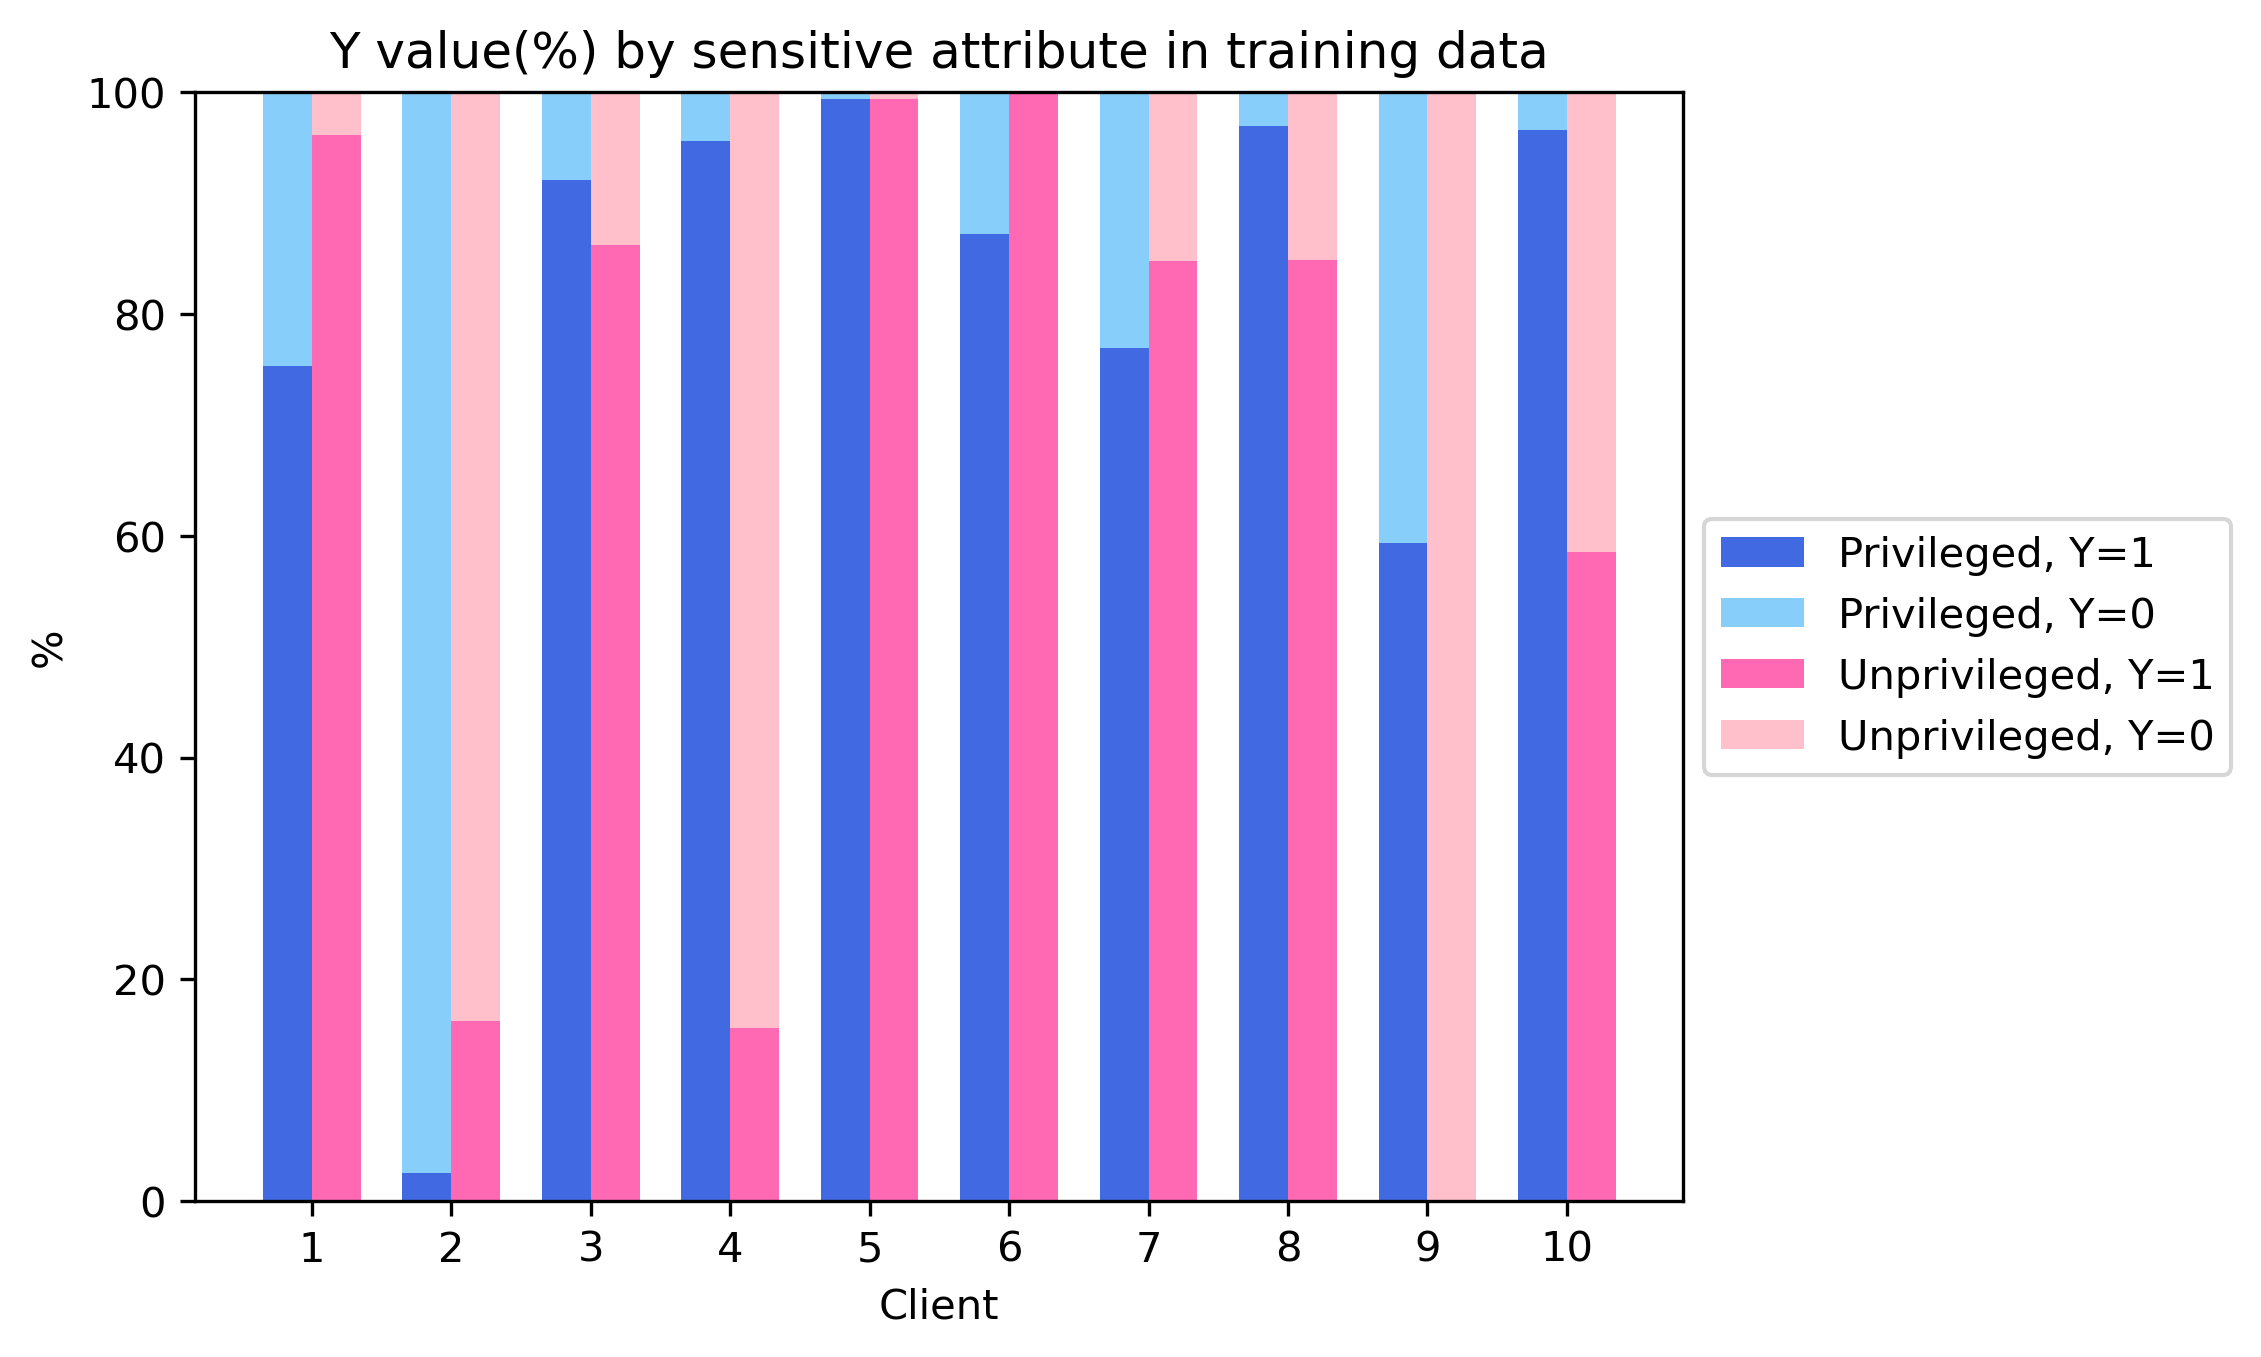 Y value(%) by sensitive attribute in training data
100
80
60
40
20
0
%
1 2 3 4 5 6 7 8 9 10
Client
Privileged, Y=1
Privileged, Y=0
Unprivileged, Y=1
Unprivileged, Y=0